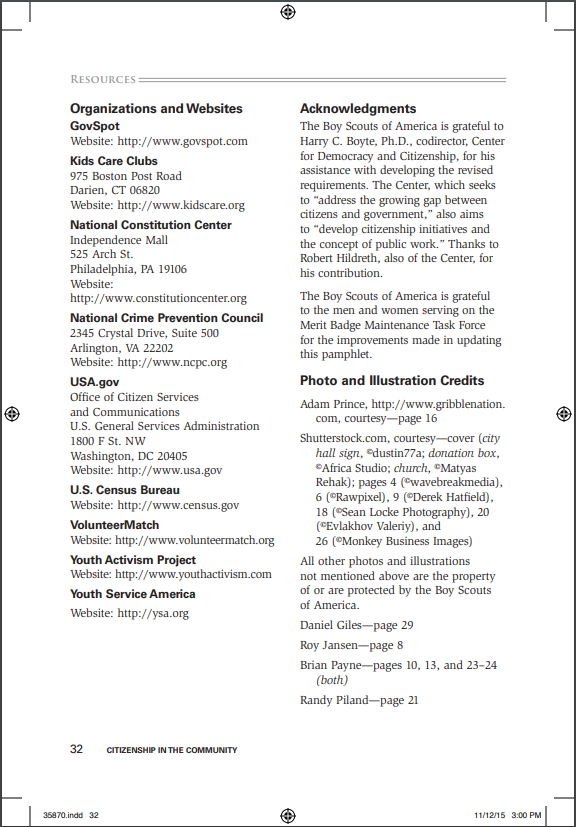 RESOURCES
Organizations and Websites
GovSpot
Website: http://www.govspot.com
Kids Care Clubs
975 Boston Post Road
Darien, CT 06820
Website: http://www.kidscare.org
National Constitution Center
Independence Mall
525 Arch St.
Philadelphia, PA 19106
Website:
http://www.constitutioncenter.org
National Crime Prevention Council
2345 Crystal Drive, Suite 500
Arlington, VA 22202
Website: http://www.ncpc.org
USA.gov
Office of Citizen Services
and Communications
U.S. General Services Administration
1800 F St. NW
Washington, DC 20405
Website: http://www.usa.gov
U.S. Census Bureau
Website: http://www.census.gov
VolunteerMatch
Website: http://www.volunteermatch.org
Youth Activism Project
Website: http://www.youthactivism.com
Youth Service America
Website: http://ysa.org
Acknowledgments
The Boy Scouts of America is grateful to
Harry C. Boyte, Ph.D., codirector, Center
for Democracy and Citizenship, for his
assistance with developing the revised
requirements. The Center, which seeks
to “address the growing gap between
citizens and government,” also aims
to “develop citizenship initiatives and
the concept of public work.” Thanks to
Robert Hildreth, also of the Center, for
his contribution.
The Boy Scouts of America is grateful
to the men and women serving on the
Merit Badge Maintenance Task Force
for the improvements made in updating
this pamphlet.
Photo and Illustration Credits
Adam Prince, http://www.gribblenation.
com, courtesy—page 16
Shutterstock.com, courtesy—cover (city
hall sign, ©dustin77a; donation box,
©Africa Studio; church, ©Matyas
Rehak); pages 4 (©wavebreakmedia),
6 (©Rawpixel), 9 (©Derek Hatfield),
18 (©Sean Locke Photography), 20
(©Evlakhov Valeriy), and
26 (©Monkey Business Images)
All other photos and illustrations
not mentioned above are the property
of or are protected by the Boy Scouts
of America.
Daniel Giles—page 29
Roy Jansen—page 8
Brian Payne—pages 10, 13, and 23–24
(both)
Randy Piland—page 21
32 CITIZENSHIP IN THE COMMUNITY
35870.indd 32 11/12/15 3:00 PM